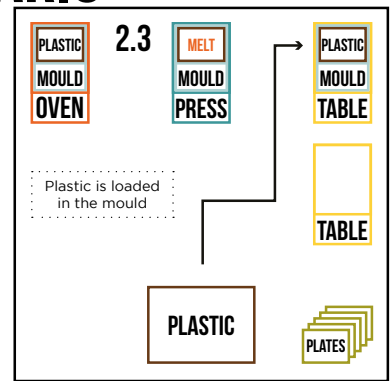 PLASTIC
MOULD
OVEN
2.3
MELT
MOULD
PRESS
PLASTIC
MOULD
TABLE
Plastic is loaded
in the mould
TABLE
PLASTIC
PLATES